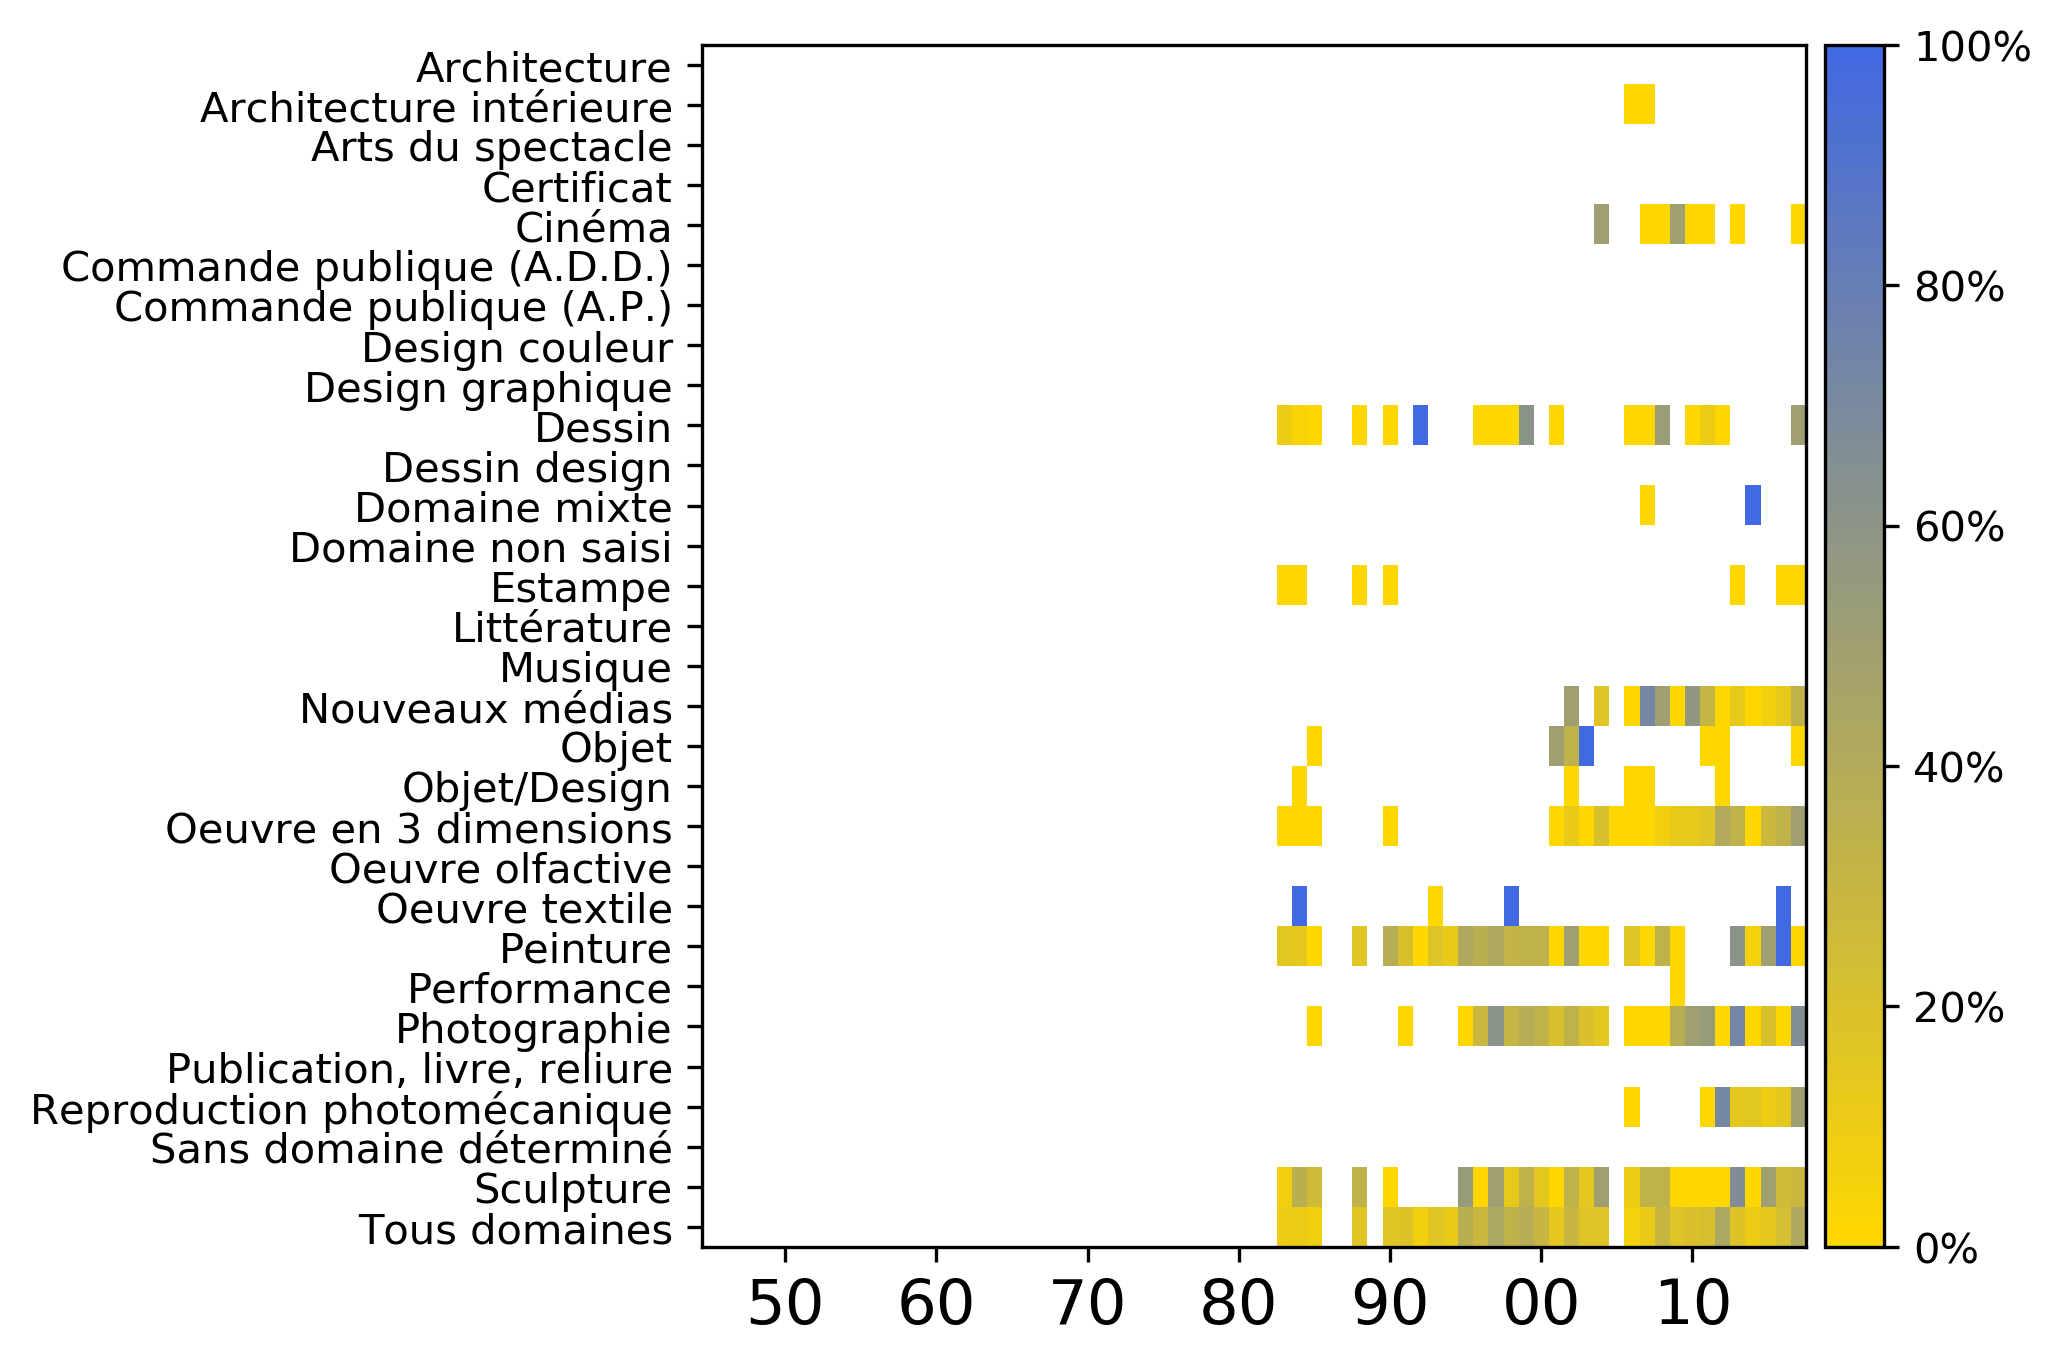 Architecture
Architecture intérieure
Arts du spectacle
Certificat
Cinéma
Commande publique (A.D.D.)
Commande publique (A.P.)
Design couleur
Design graphique
Dessin
Dessin design
Domaine mixte
Domaine non saisi
Estampe
Littérature
Musique
Nouveaux médias
Objet
Objet/Design
Oeuvre en 3 dimensions
Oeuvre olfactive
Oeuvre textile
Peinture
Performance
Photographie
Publication, livre, reliure
Reproduction photomécanique
Sans domaine déterminé
Sculpture
Tous domaines
50 60 70 80 90 00 10
100%
80%
60%
40%
20%
0%